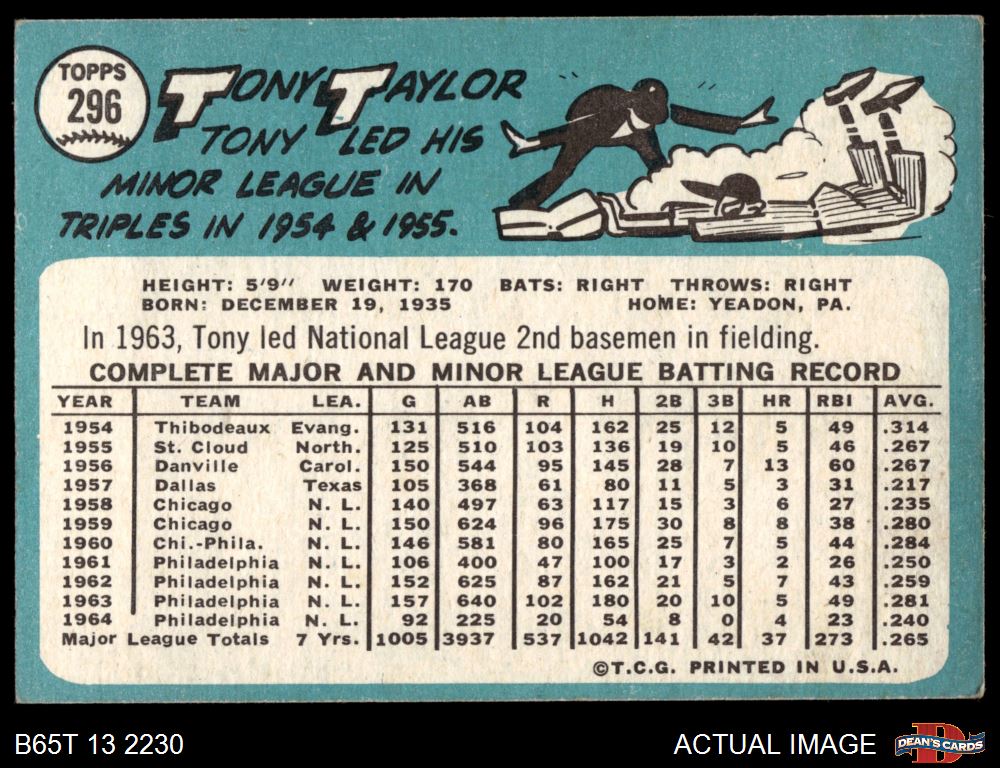 TOPPS
296
TONY TAYLOR
TONY LED HIS
MINOR LEAGUE IN
TRIPLES IN 1954 & 1955.
HEIGHT: 5'9" WEIGHT: 170 BATS: RIGHT THROWS: RIGHT
BORN: DECEMBER 19, 1935 HOME: YEADON, PA.
In 1963, Tony led National League 2nd basemen in fielding.
COMPLETE MAJOR AND MINOR LEAGUE BATTING RECORD
YEAR TEAM LEA. G AB R H 2B 3B HR RBI AVG.
1954 Thibodeaux Evang. 131 516 104 162 25 12 5 49 .314
1955 St. Cloud North. 125 510 103 136 19 10 5 46 .267
1956 Danville Carol. 150 544 95 145 28 7 13 60 .267
1957 Dallas Texas 105 368 61 80 11 5 3 31 .217
1958 Chicago N. L. 140 497 63 117 15 3 6 27 .235
1959 Chicago N. L. 150 624 96 175 30 8 8 38 .280
1960 Chi.-Phila. N. L. 146 581 80 165 25 7 5 44 .284
1961 Philadelphia N. L. 106 400 47 100 17 3 2 26 .250
1962 Philadelphia N. L. 152 625 87 162 21 5 7 43 .259
1963 Philadelphia N. L. 157 640 102 180 20 10 5 49 .281
1964 Philadelphia N. L. 92 225 20 54 8 0 4 23 .240
Major League Totals 7 Yrs. 1005 3937 537 1042 141 42 37 273 .265
©T.C.G. PRINTED IN U.S.A.
B65T 13 2230 ACTUAL IMAGE
D
DEAN'S CARDS